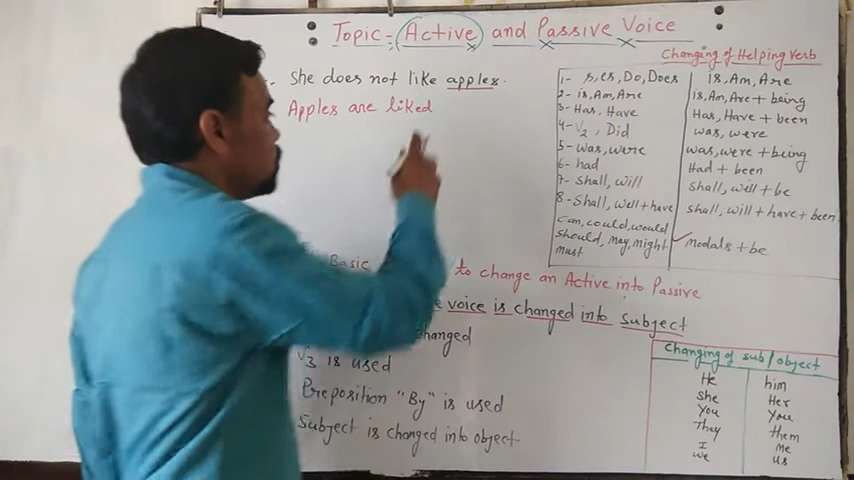 Topic:- Active and Passive Voice
She does not like apples.
Apples are liked
Changing of Helping Verb
1- s, es, Do, Does is, Am, Are
2- is, Am, Are is, Am, Are + being
3- Has, Have Has, Have + been
4- V2, Did was, were
5- was, were was, were + being
6- had Had + been
7- Shall, will Shall, will + be
8- Shall, will + have shall, will + have + been
can, could, would
should, may, might
must modals + be
Basic to change an Active into Passive
voice is changed into Subject
changed
V3 is used
Preposition "By" is used
Subject is changed into object
Changing of sub/object
He him
She Her
You You
They them
I Me
we us